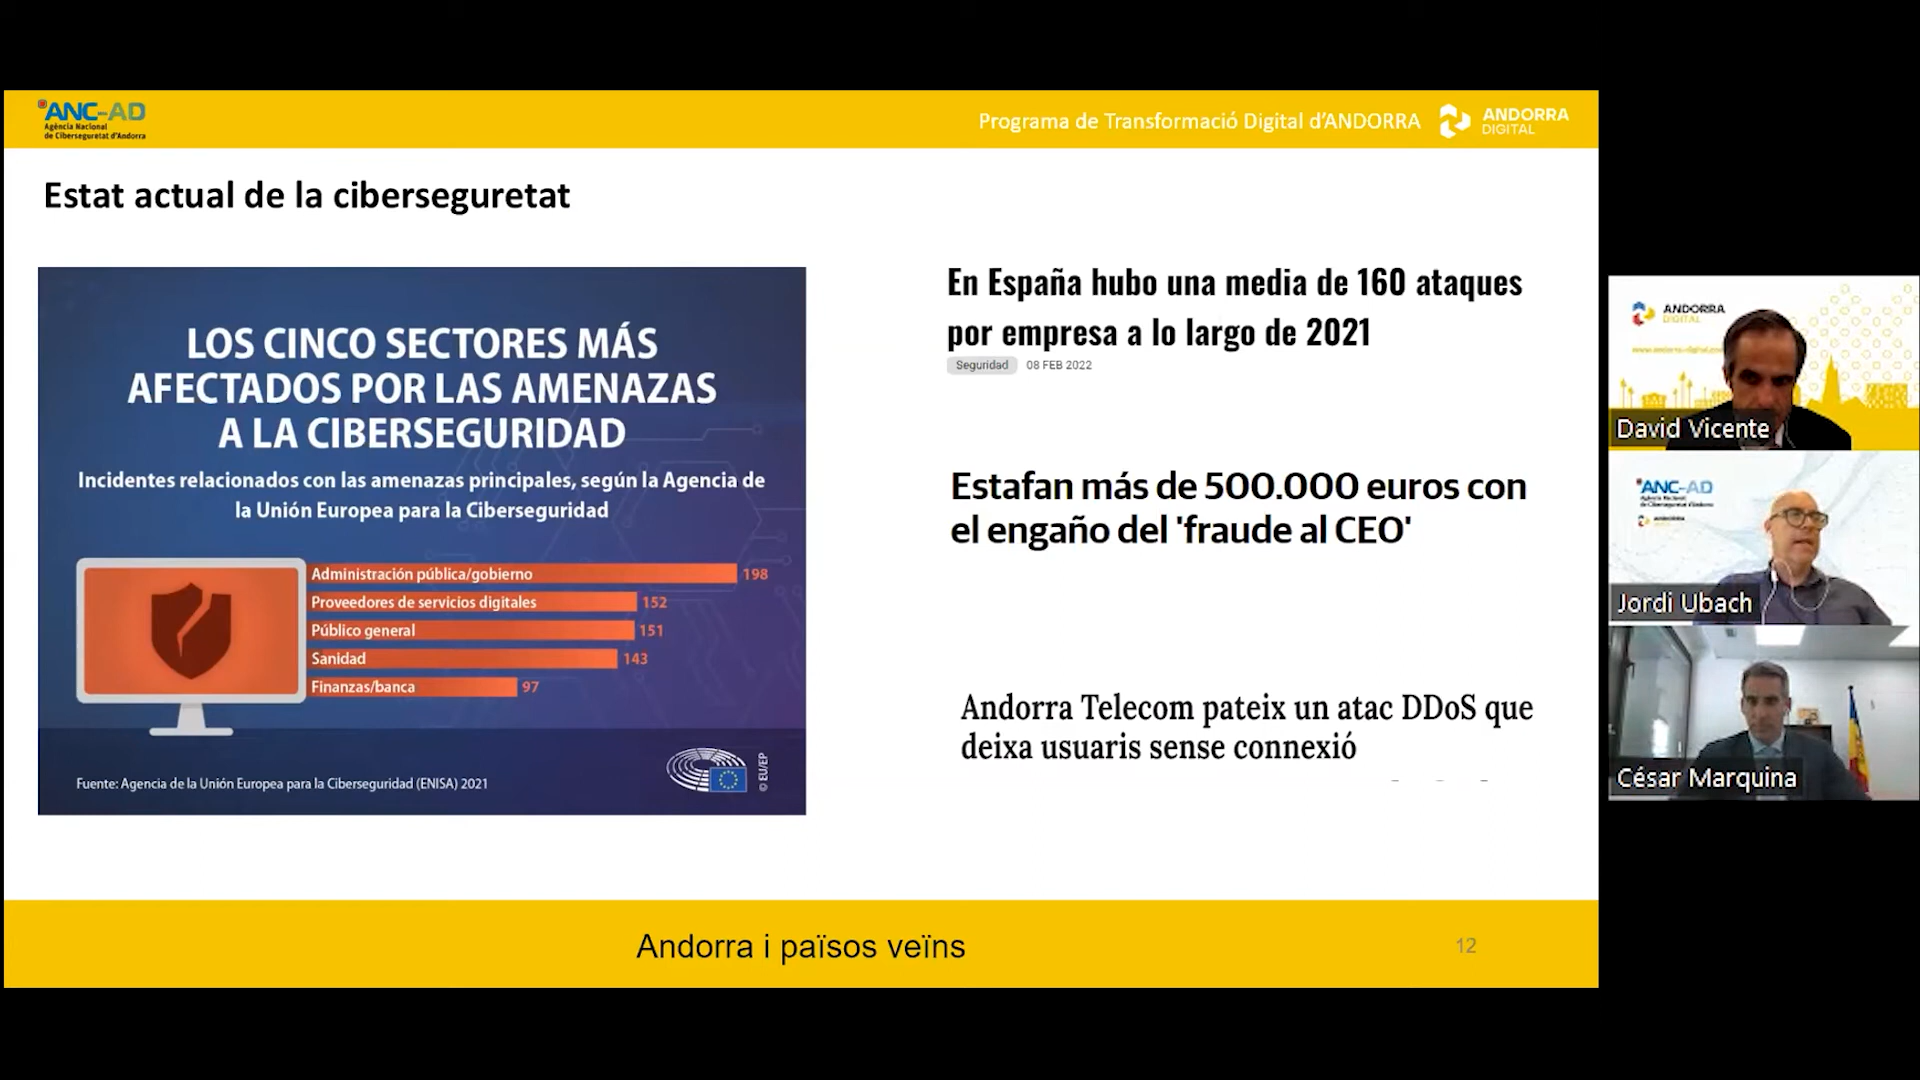 ANC-AD
Agència Nacional
de Ciberseguretat d'Andorra
Programa de Transformació Digital d'ANDORRA
ANDORRA
DIGITAL
Estat actual de la ciberseguretat
LOS CINCO SECTORES MÁS
AFECTADOS POR LAS AMENAZAS
A LA CIBERSEGURIDAD
Incidentes relacionados con las amenazas principales, según la Agencia de
la Unión Europea para la Ciberseguridad
Administración pública/gobierno 198
Proveedores de servicios digitales 152
Público general 151
Sanidad 143
Finanzas/banca 97
Fuente: Agencia de la Unión Europea para la Ciberseguridad (ENISA) 2021
© EU/EP
En España hubo una media de 160 ataques
por empresa a lo largo de 2021
Seguridad 08 FEB 2022
Estafan más de 500.000 euros con
el engaño del 'fraude al CEO'
Andorra Telecom pateix un atac DDoS que
deixa usuaris sense connexió
Andorra i països veïns
12
ANDORRA
DIGITAL
David Vicente
ANC-AD
Agència Nacional
de Ciberseguretat d'Andorra
Jordi Ubach
César Marquina